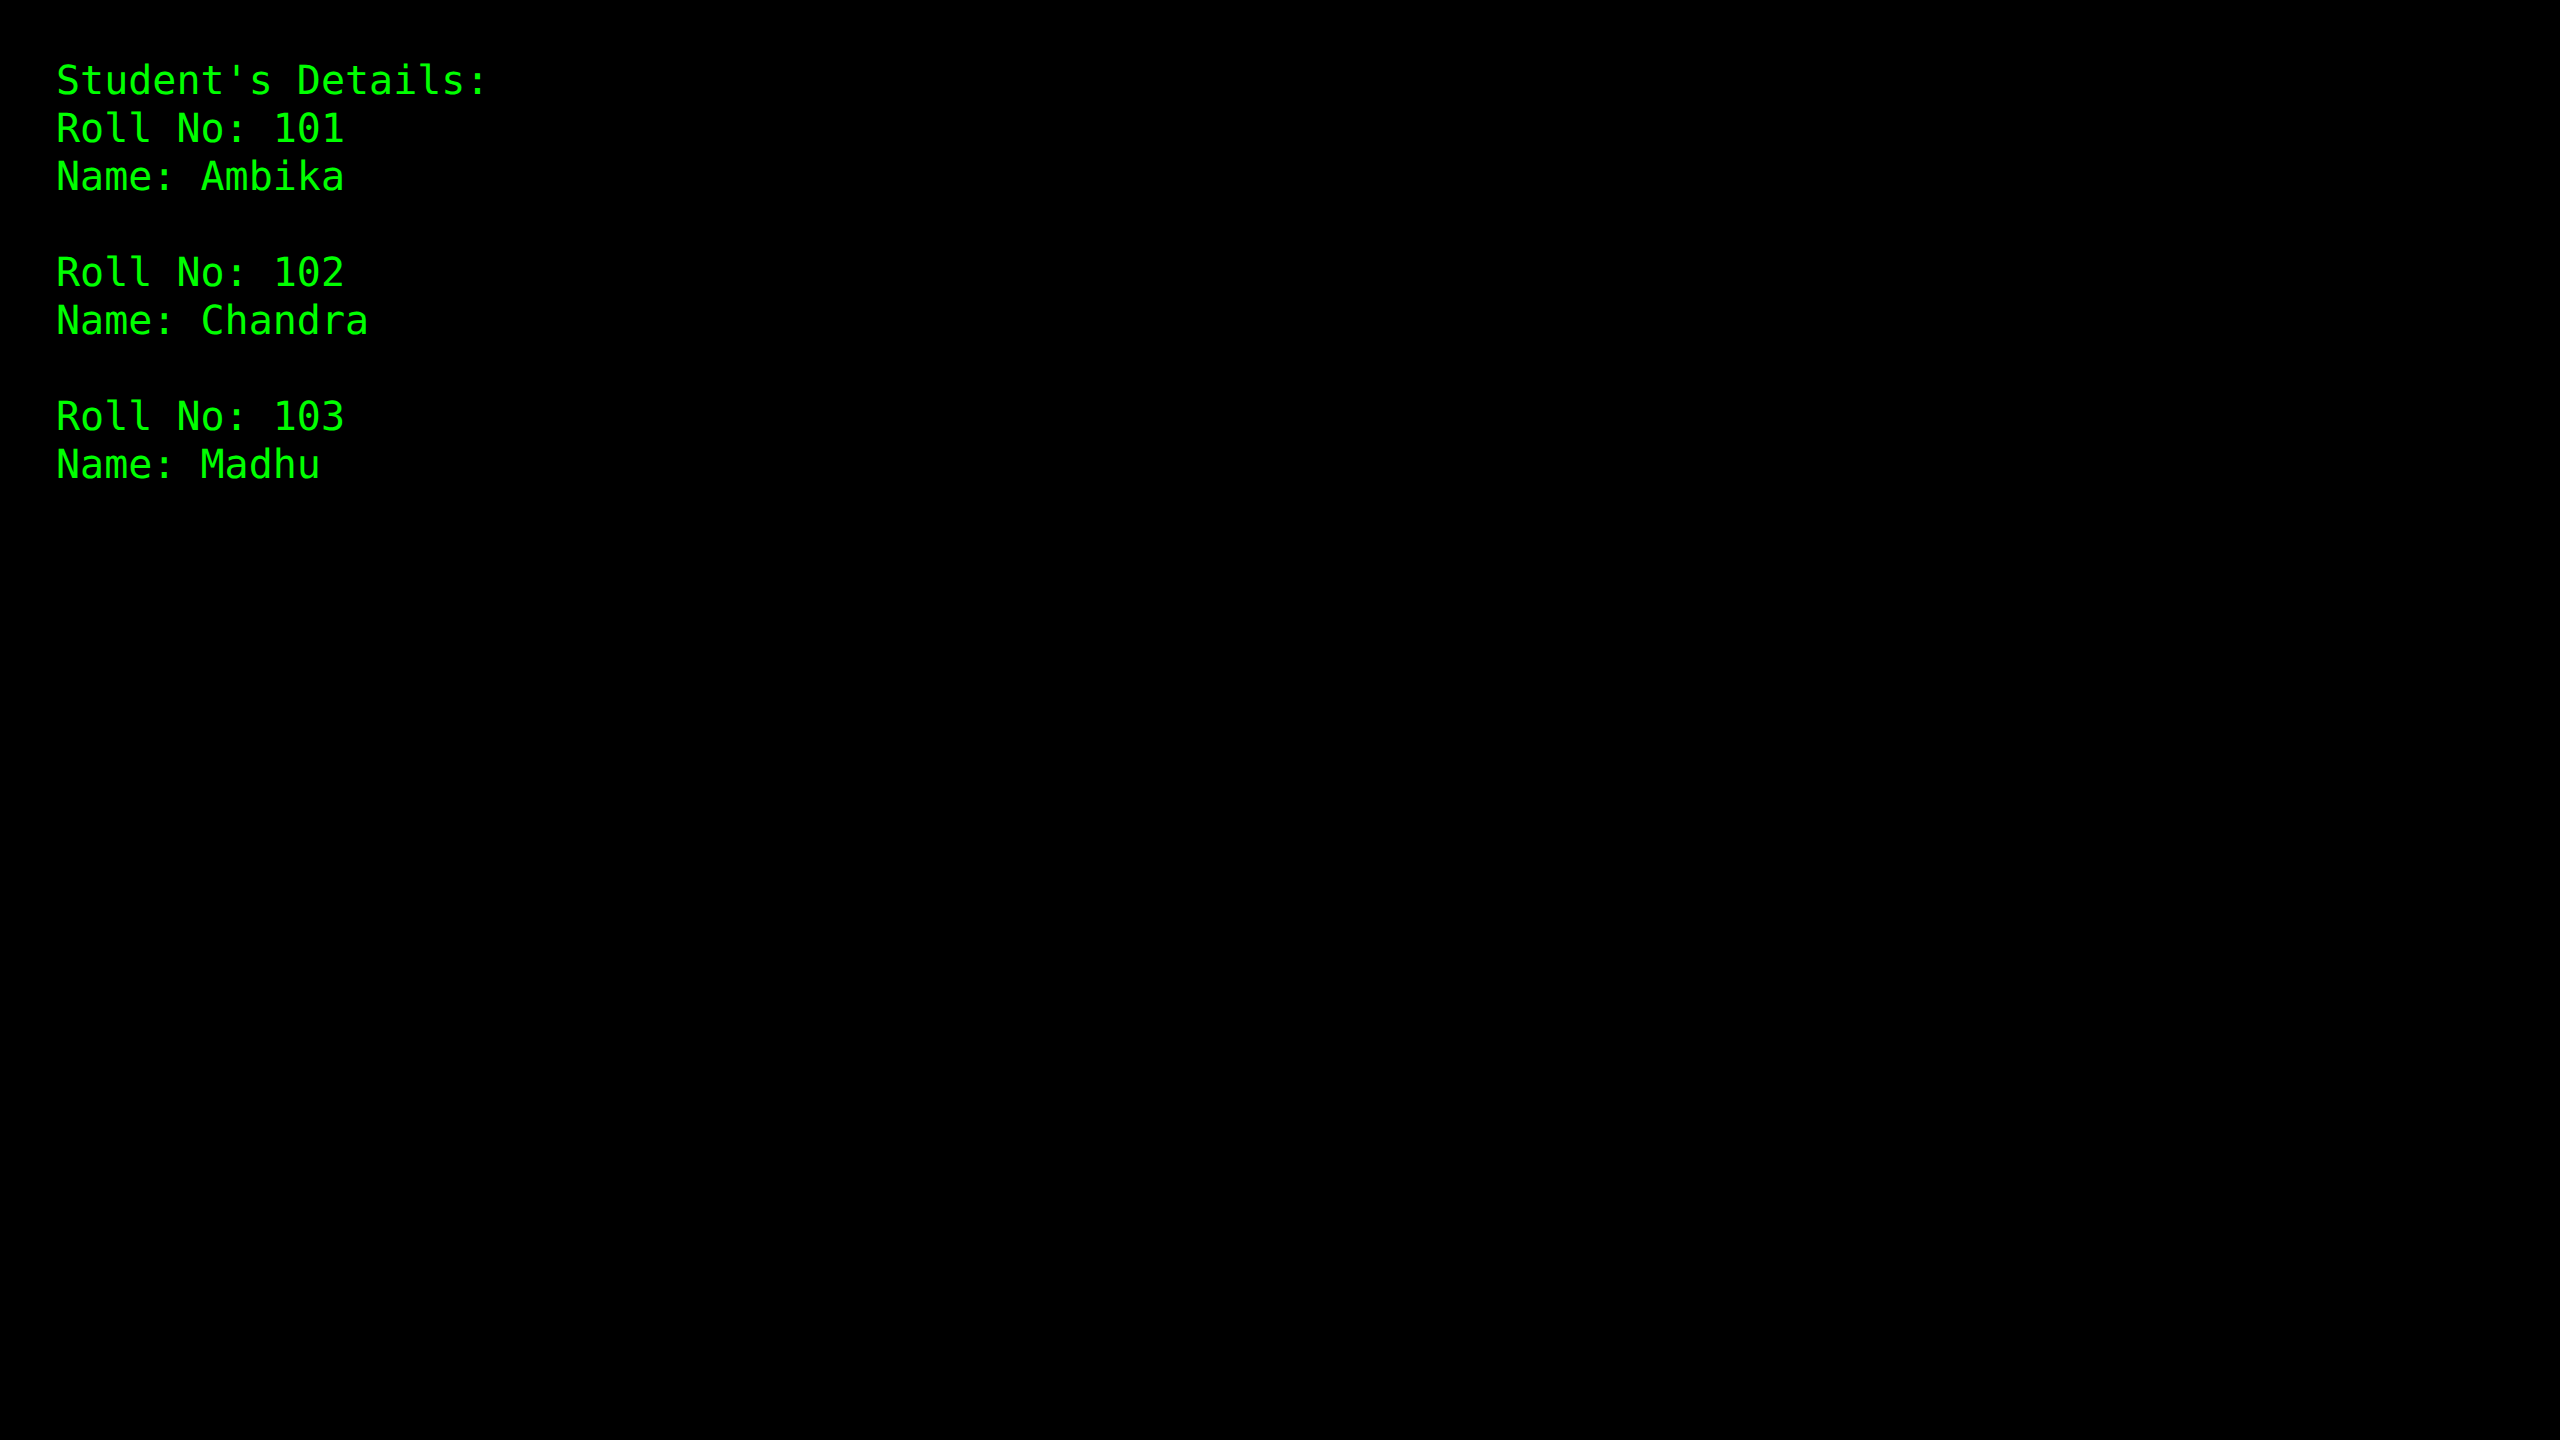 Student's Details:
Roll No: 101
Name: Ambika
Roll No: 102
Name: Chandra
Roll No: 103
Name: Madhu